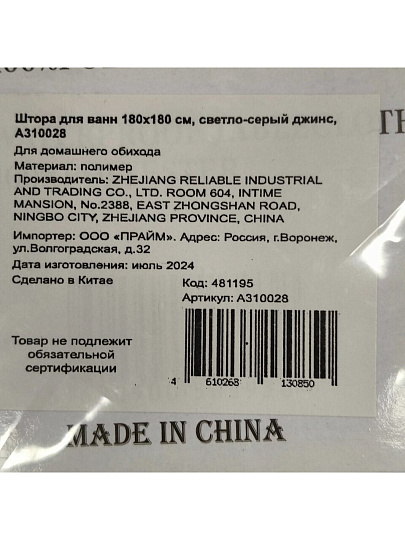 Штора для ванн 180х180 см, светло-серый джинс,
А310028
Для домашнего обихода
Материал: полимер
Производитель: ZHEJIANG RELIABLE INDUSTRIAL
AND TRADING CO., LTD. ROOM 604, INTIME
MANSION, No.2388, EAST ZHONGSHAN ROAD,
NINGBO CITY, ZHEJIANG PROVINCE, CHINA
Импортер: ООО «ПРАЙМ». Адрес: Россия, г.Воронеж,
ул.Волгоградская, д.32
Дата изготовления: июль 2024
Сделано в Китае
Код: 481195
Артикул: А310028
Товар не подлежит
обязательной
сертификации
4 610268 130850
MADE IN CHINA